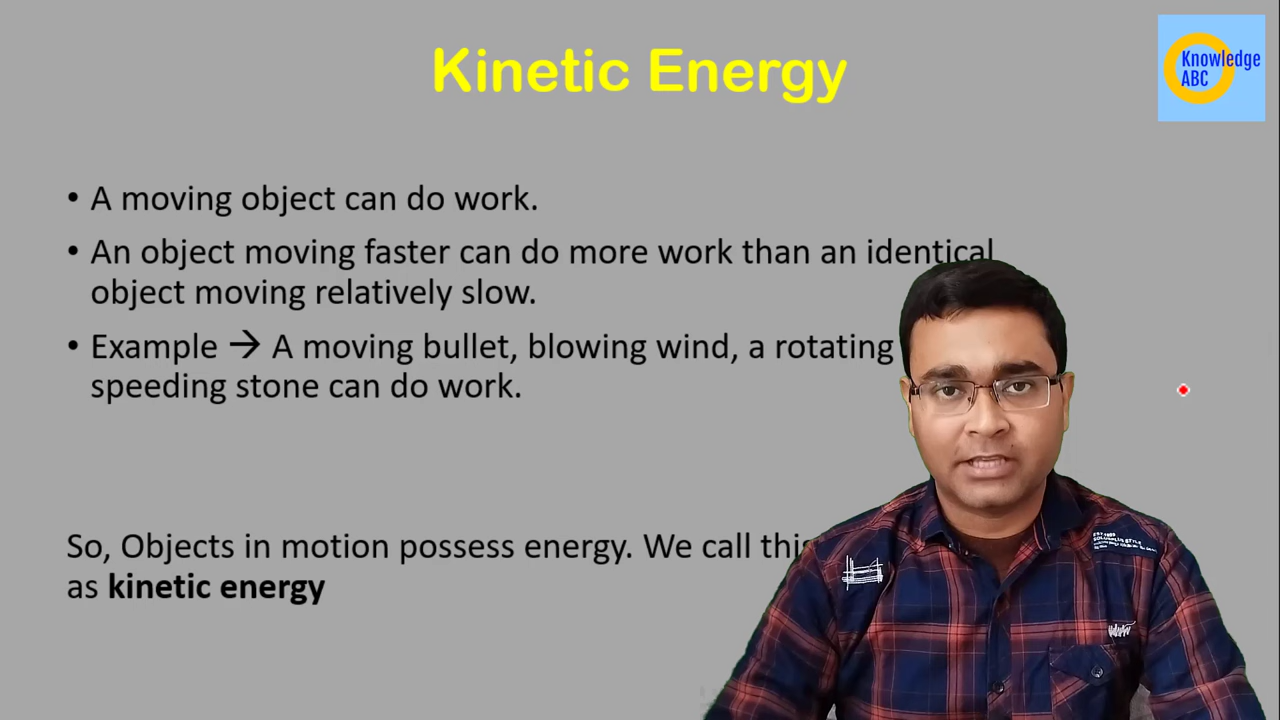 Kinetic Energy
Knowledge
ABC
• A moving object can do work.
• An object moving faster can do more work than an identical
object moving relatively slow.
• Example → A moving bullet, blowing wind, a rotating
speeding stone can do work.
So, Objects in motion possess energy. We call this
as kinetic energy